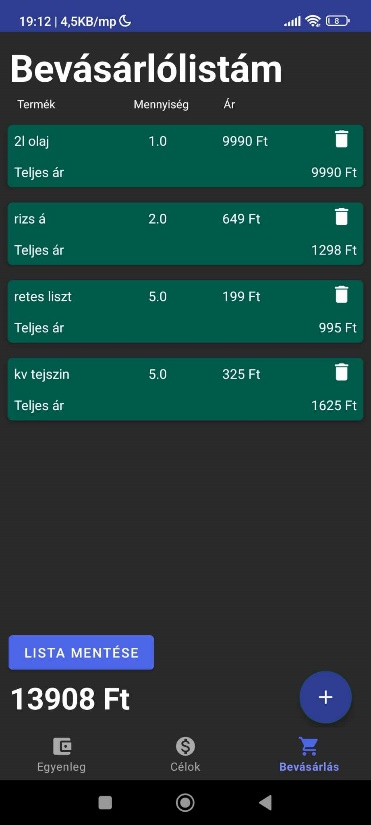 19:12 | 4,5KB/mp 8
Bevásárlólistám
Termék Mennyiség Ár
2l olaj 1.0 9990 Ft
Teljes ár 9990 Ft
rizs á 2.0 649 Ft
Teljes ár 1298 Ft
retes liszt 5.0 199 Ft
Teljes ár 995 Ft
kv tejszin 5.0 325 Ft
Teljes ár 1625 Ft
LISTA MENTÉSE
13908 Ft
Egyenleg Célok Bevásárlás